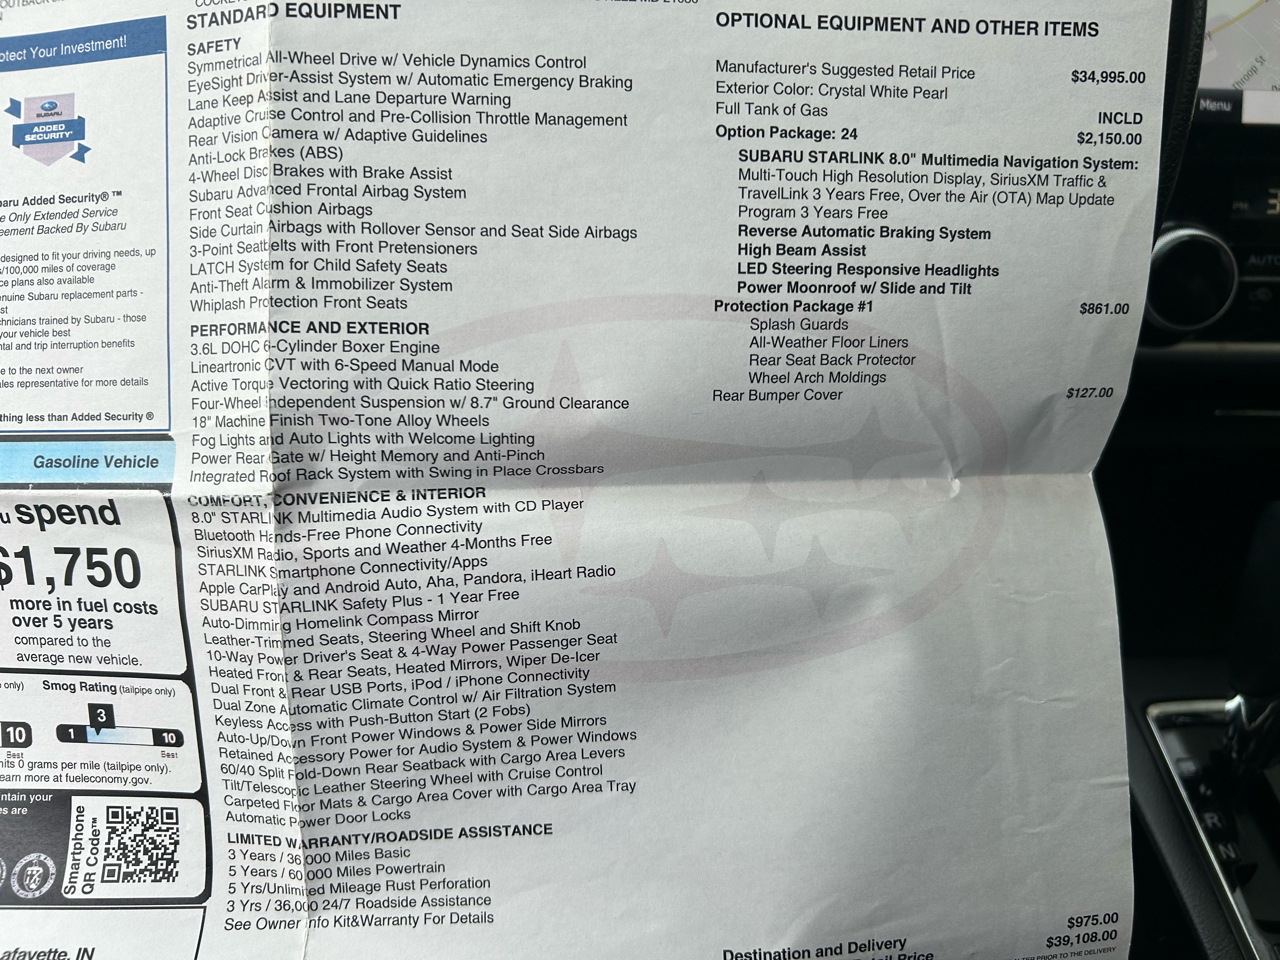 STANDARD EQUIPMENT
SAFETY
Symmetrical All-Wheel Drive w/ Vehicle Dynamics Control
EyeSight Driver-Assist System w/ Automatic Emergency Braking
Lane Keep Assist and Lane Departure Warning
Adaptive Cruise Control and Pre-Collision Throttle Management
Rear Vision Camera w/ Adaptive Guidelines
Anti-Lock Brakes (ABS)
4-Wheel Disc Brakes with Brake Assist
Subaru Advanced Frontal Airbag System
Front Seat Cushion Airbags
Side Curtain Airbags with Rollover Sensor and Seat Side Airbags
3-Point Seatbelts with Front Pretensioners
LATCH System for Child Safety Seats
Anti-Theft Alarm & Immobilizer System
Whiplash Protection Front Seats
PERFORMANCE AND EXTERIOR
3.6L DOHC 6-Cylinder Boxer Engine
Lineartronic CVT with 6-Speed Manual Mode
Active Torque Vectoring with Quick Ratio Steering
Four-Wheel Independent Suspension w/ 8.7" Ground Clearance
18" Machine Finish Two-Tone Alloy Wheels
Fog Lights and Auto Lights with Welcome Lighting
Power Rear Gate w/ Height Memory and Anti-Pinch
Integrated Roof Rack System with Swing in Place Crossbars
COMFORT, CONVENIENCE & INTERIOR
8.0" STARLINK Multimedia Audio System with CD Player
Bluetooth Hands-Free Phone Connectivity
SiriusXM Radio, Sports and Weather 4-Months Free
STARLINK Smartphone Connectivity/Apps
Apple CarPlay and Android Auto, Aha, Pandora, iHeart Radio
SUBARU STARLINK Safety Plus - 1 Year Free
Auto-Dimming Homelink Compass Mirror
Leather-Trimmed Seats, Steering Wheel and Shift Knob
10-Way Power Driver's Seat & 4-Way Power Passenger Seat
Heated Front & Rear Seats, Heated Mirrors, Wiper De-Icer
Dual Front & Rear USB Ports, iPod / iPhone Connectivity
Dual Zone Automatic Climate Control w/ Air Filtration System
Keyless Access with Push-Button Start (2 Fobs)
Auto-Up/Down Front Power Windows & Power Side Mirrors
Retained Accessory Power for Audio System & Power Windows
60/40 Split Fold-Down Rear Seatback with Cargo Area Levers
Tilt/Telescopic Leather Steering Wheel with Cruise Control
Carpeted Floor Mats & Cargo Area Cover with Cargo Area Tray
Automatic Power Door Locks
LIMITED WARRANTY/ROADSIDE ASSISTANCE
3 Years / 36,000 Miles Basic
5 Years / 60,000 Miles Powertrain
5 Yrs/Unlimited Mileage Rust Perforation
3 Yrs / 36,000 24/7 Roadside Assistance
See Owner Info Kit&Warranty For Details
OPTIONAL EQUIPMENT AND OTHER ITEMS
Manufacturer's Suggested Retail Price $34,995.00
Exterior Color: Crystal White Pearl
Full Tank of Gas INCLD
Option Package: 24 $2,150.00
SUBARU STARLINK 8.0" Multimedia Navigation System:
Multi-Touch High Resolution Display, SiriusXM Traffic &
TravelLink 3 Years Free, Over the Air (OTA) Map Update
Program 3 Years Free
Reverse Automatic Braking System
High Beam Assist
LED Steering Responsive Headlights
Power Moonroof w/ Slide and Tilt
Protection Package #1 $861.00
Splash Guards
All-Weather Floor Liners
Rear Seat Back Protector
Wheel Arch Moldings
Rear Bumper Cover $127.00
Destination and Delivery $975.00
Retail Price $39,108.00
otect Your Investment!
SUBARU
ADDED
SECURITY
aru Added Security® ™
e Only Extended Service
eement Backed By Subaru
designed to fit your driving needs, up
s/100,000 miles of coverage
ce plans also available
enuine Subaru replacement parts -
st
chnicians trained by Subaru - those
your vehicle best
ntal and trip interruption benefits
e to the next owner
ales representative for more details
thing less than Added Security ®
Gasoline Vehicle
u spend
$1,750
more in fuel costs
over 5 years
compared to the
average new vehicle.
only)
Smog Rating (tailpipe only)
3
10
1
10
Best
Best
nits 0 grams per mile (tailpipe only).
earn more at fueleconomy.gov.
ntain your
es are
Smartphone
QR Code™
afayette, IN
Menu
throop St
AUTO
R
N